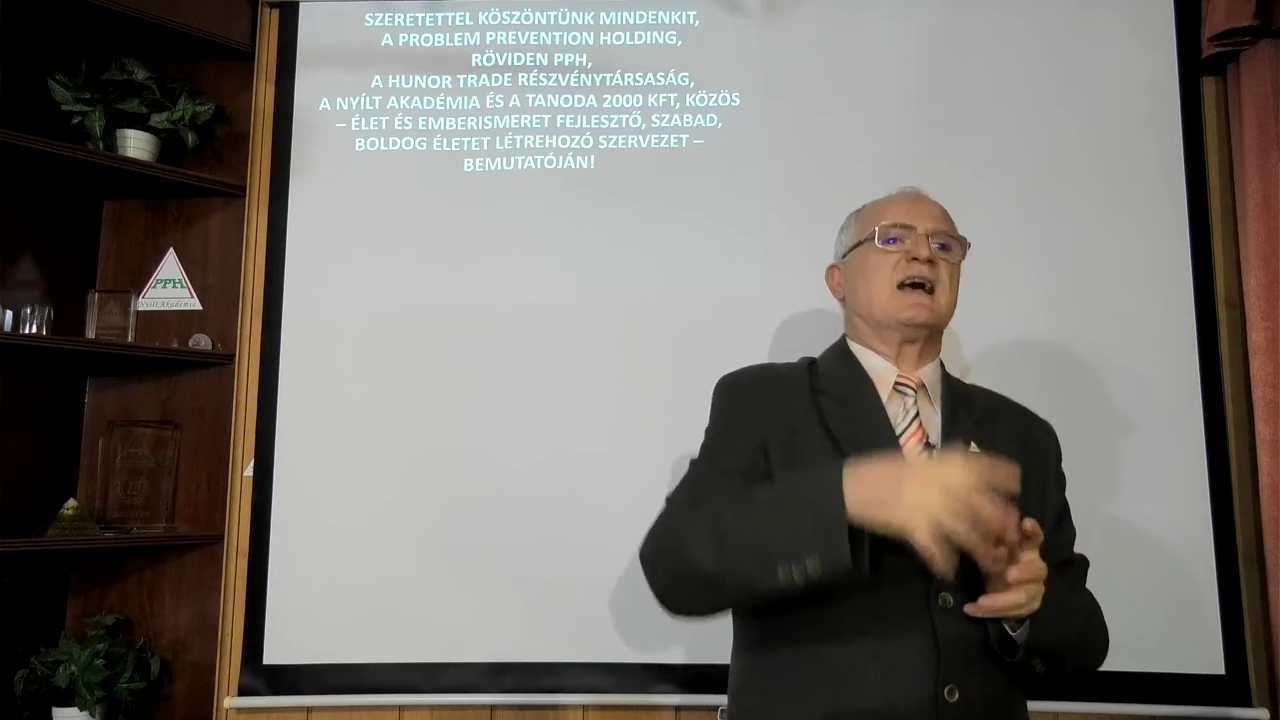 SZERETETTEL KÖSZÖNTÜNK MINDENKIT,
A PROBLEM PREVENTION HOLDING,
RÖVIDEN PPH,
A HUNOR TRADE RÉSZVÉNYTÁRSASÁG,
A NYÍLT AKADÉMIA ÉS A TANODA 2000 KFT, KÖZÖS
– ÉLET ÉS EMBERISMERET FEJLESZTŐ, SZABAD,
BOLDOG ÉLETET LÉTREHOZÓ SZERVEZET –
BEMUTATÓJÁN!
PPH
Nyílt Akadémia